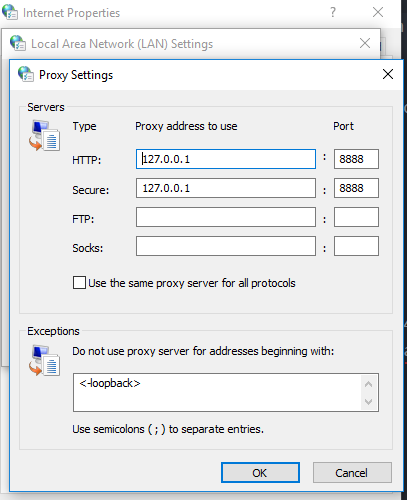 Internet Properties
Local Area Network (LAN) Settings
Proxy Settings
Servers
Type Proxy address to use Port
HTTP: 127.0.0.1 : 8888
Secure: 127.0.0.1 : 8888
FTP: :
Socks: :
Use the same proxy server for all protocols
Exceptions
Do not use proxy server for addresses beginning with:
<-loopback>
Use semicolons ( ; ) to separate entries.
OK Cancel